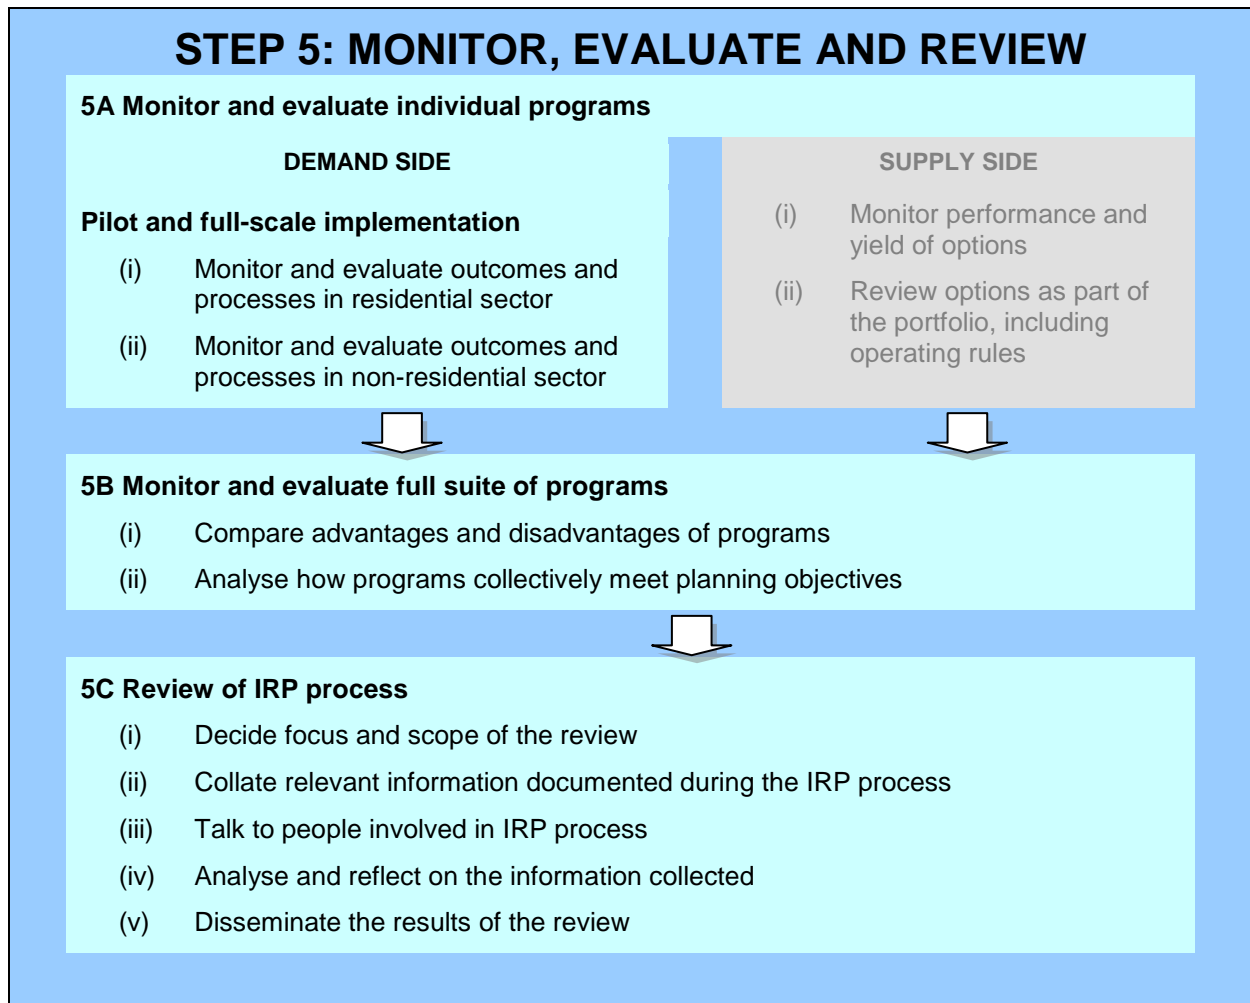 STEP 5: MONITOR, EVALUATE AND REVIEW
5A Monitor and evaluate individual programs
DEMAND SIDE
Pilot and full-scale implementation
(i) Monitor and evaluate outcomes and
processes in residential sector
(ii) Monitor and evaluate outcomes and
processes in non-residential sector
SUPPLY SIDE
(i) Monitor performance and
yield of options
(ii) Review options as part of
the portfolio, including
operating rules
5B Monitor and evaluate full suite of programs
(i) Compare advantages and disadvantages of programs
(ii) Analyse how programs collectively meet planning objectives
5C Review of IRP process
(i) Decide focus and scope of the review
(ii) Collate relevant information documented during the IRP process
(iii) Talk to people involved in IRP process
(iv) Analyse and reflect on the information collected
(v) Disseminate the results of the review